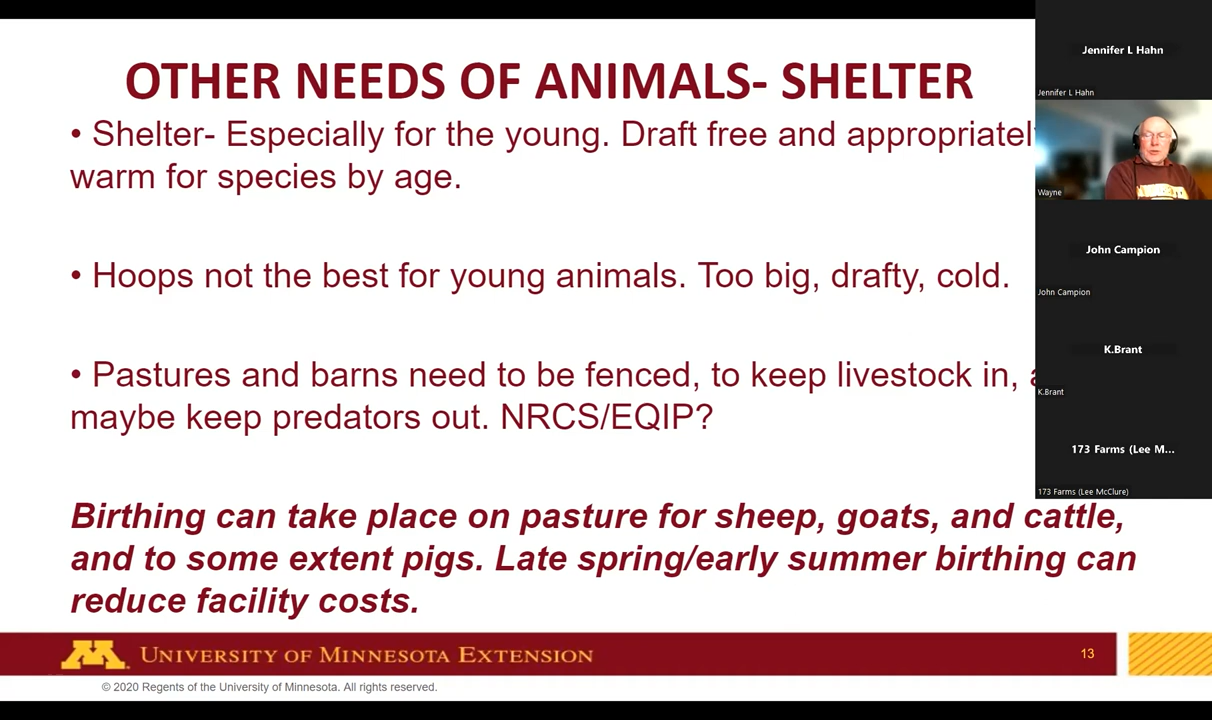 OTHER NEEDS OF ANIMALS- SHELTER
• Shelter- Especially for the young. Draft free and appropriatel
warm for species by age.
• Hoops not the best for young animals. Too big, drafty, cold.
• Pastures and barns need to be fenced, to keep livestock in,
maybe keep predators out. NRCS/EQIP?
Birthing can take place on pasture for sheep, goats, and cattle,
and to some extent pigs. Late spring/early summer birthing can
reduce facility costs.
M UNIVERSITY OF MINNESOTA EXTENSION
13
© 2020 Regents of the University of Minnesota. All rights reserved.
Jennifer L Hahn
Jennifer L Hahn
Wayne
John Campion
John Campion
K.Brant
K.Brant
173 Farms (Lee M...
173 Farms (Lee McClure)